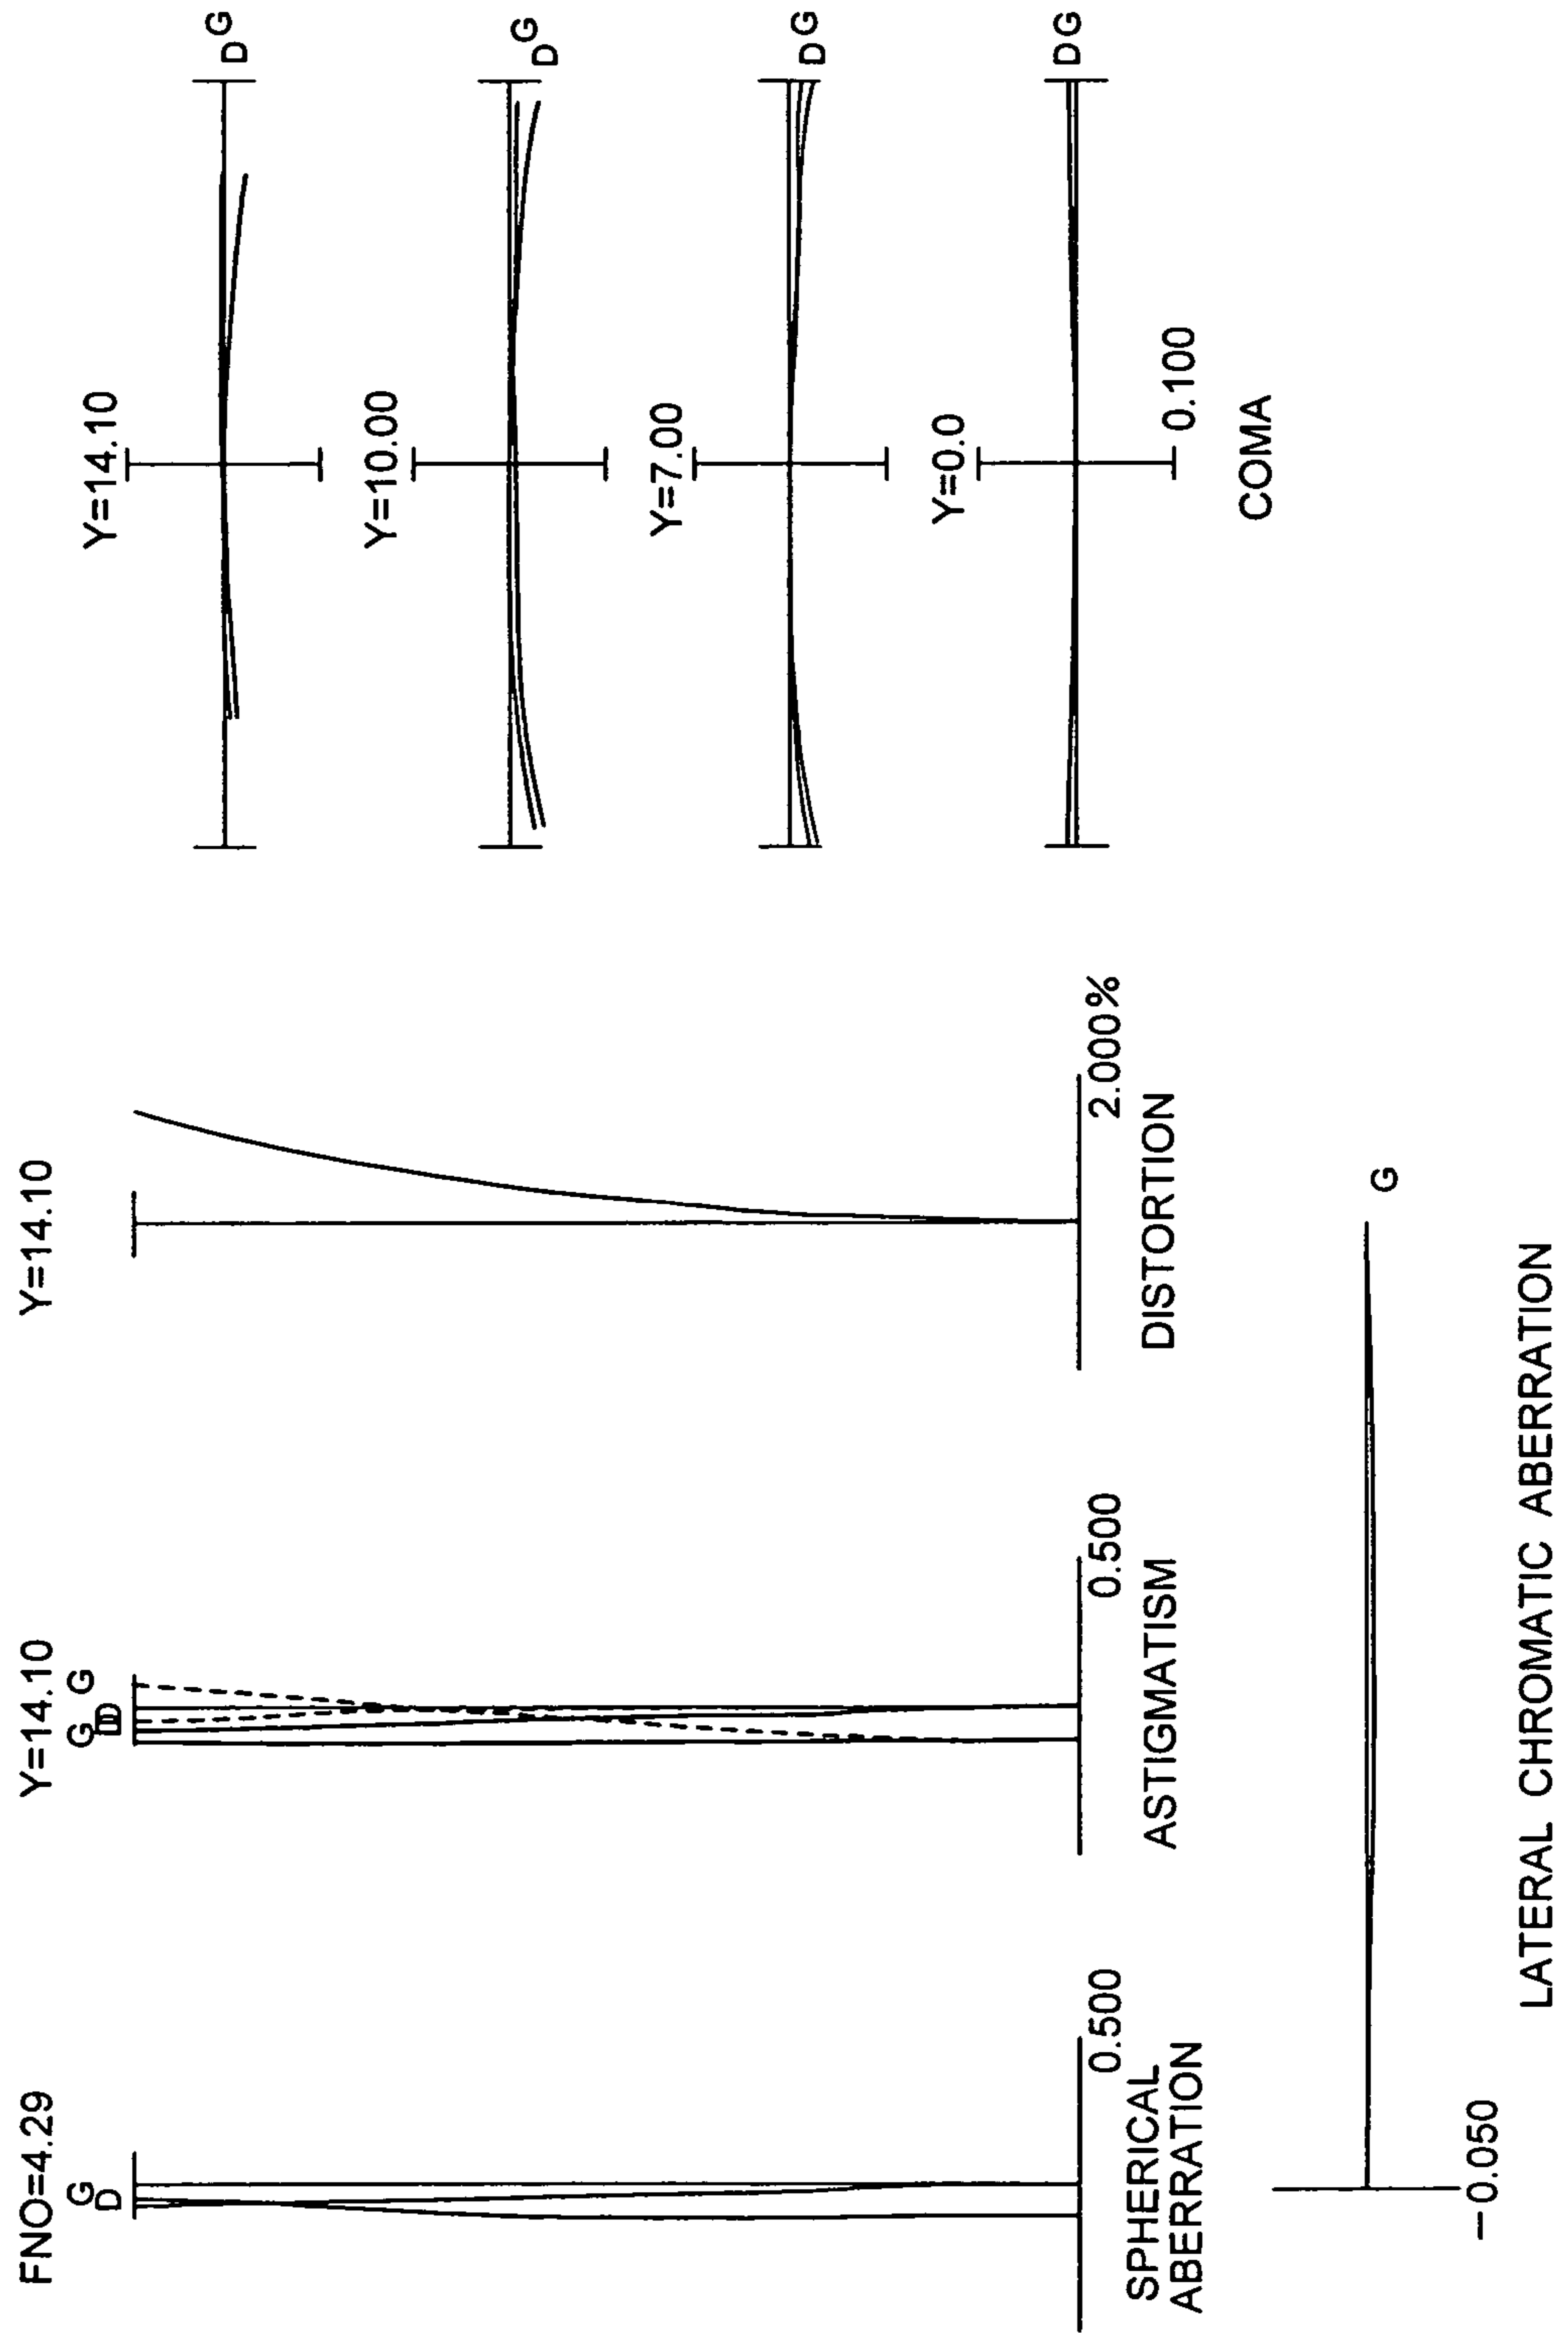 FNO=4.29
G
D
0.500
SPHERICAL
ABERRATION
Y=14.10
G
D
D
G
0.500
ASTIGMATISM
Y=14.10
2.000%
DISTORTION
Y=14.10
D
G
Y=10.00
D
G
Y=7.00
D
G
Y=0.0
D
G
0.100
COMA
−0.050
G
LATERAL CHROMATIC ABERRATION